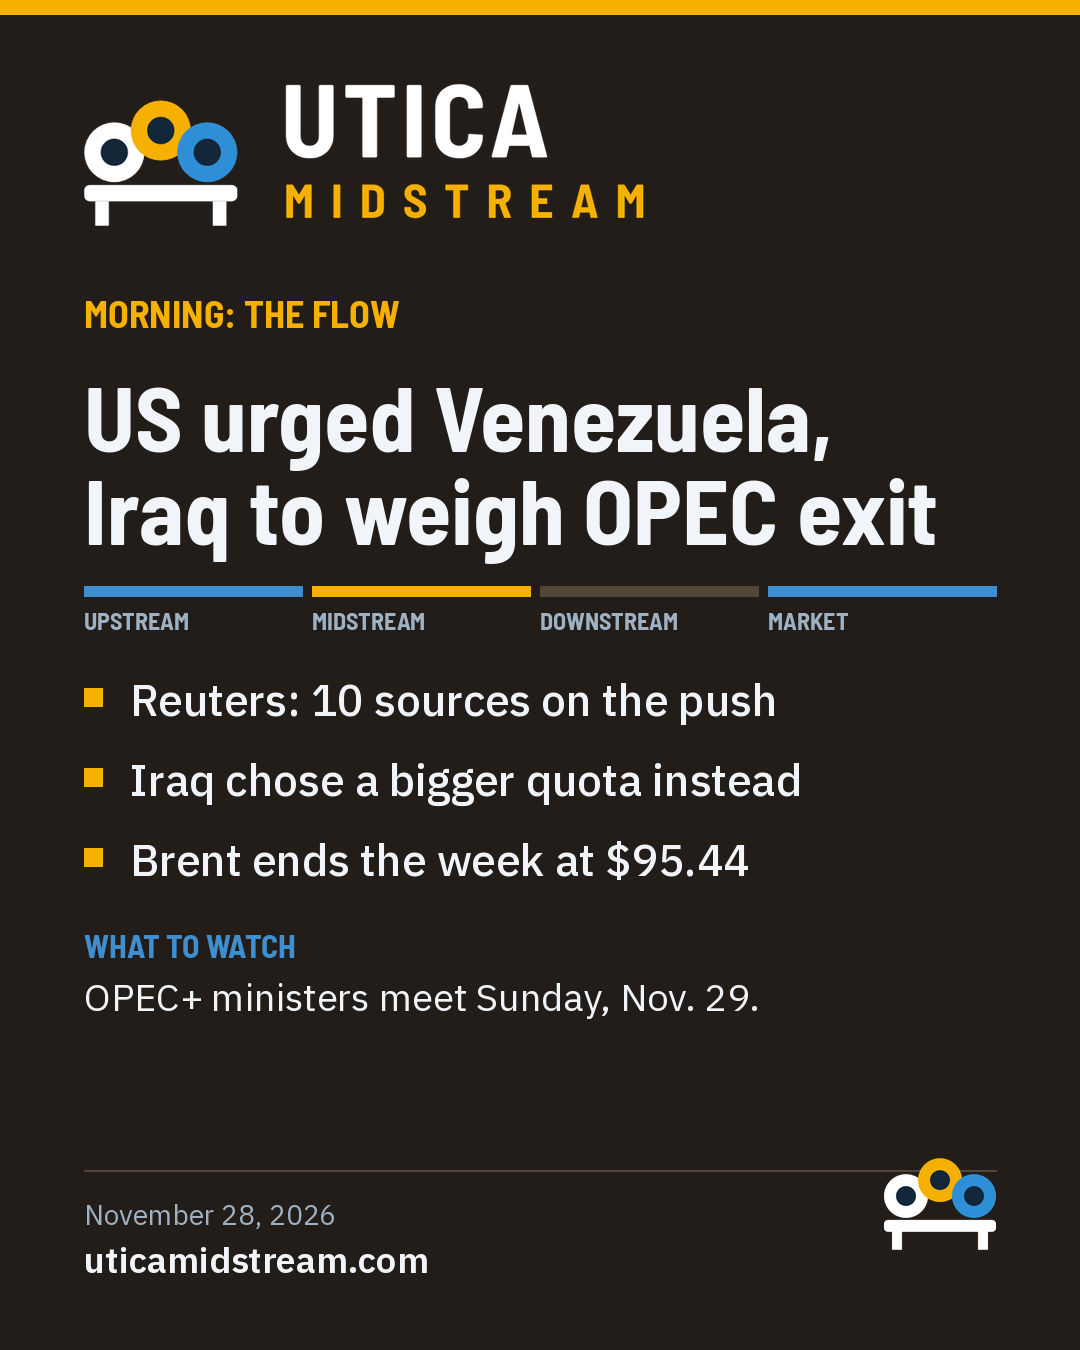 UTICA
MIDSTREAM
MORNING: THE FLOW
US urged Venezuela,
Iraq to weigh OPEC exit
UPSTREAM
MIDSTREAM
DOWNSTREAM
MARKET
Reuters: 10 sources on the push
Iraq chose a bigger quota instead
Brent ends the week at $95.44
WHAT TO WATCH
OPEC+ ministers meet Sunday, Nov. 29.
November 28, 2026
uticamidstream.com